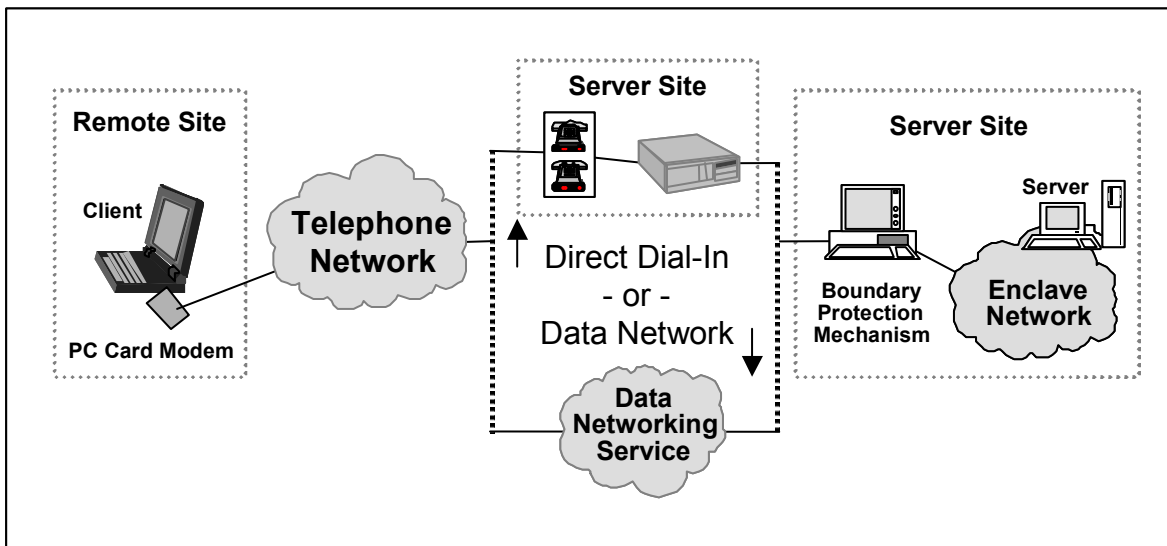 Remote Site
Client
PC Card Modem
Telephone
Network
Server Site
Direct Dial-In
- or -
Data Network
Data
Networking
Service
Server Site
Server
Boundary
Protection
Mechanism
Enclave
Network